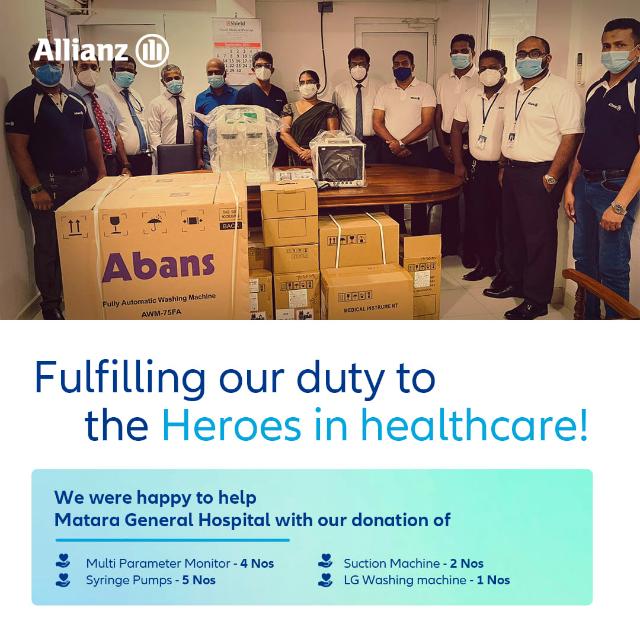 Allianz
Shield
Abans
Fully Automatic Washing Machine
AWM-75FA
BACK
MEDICAL INSTRUMENT
Fulfilling our duty to
the Heroes in healthcare!
We were happy to help
Matara General Hospital with our donation of
Multi Parameter Monitor - 4 Nos
Suction Machine - 2 Nos
Syringe Pumps - 5 Nos
LG Washing machine - 1 Nos